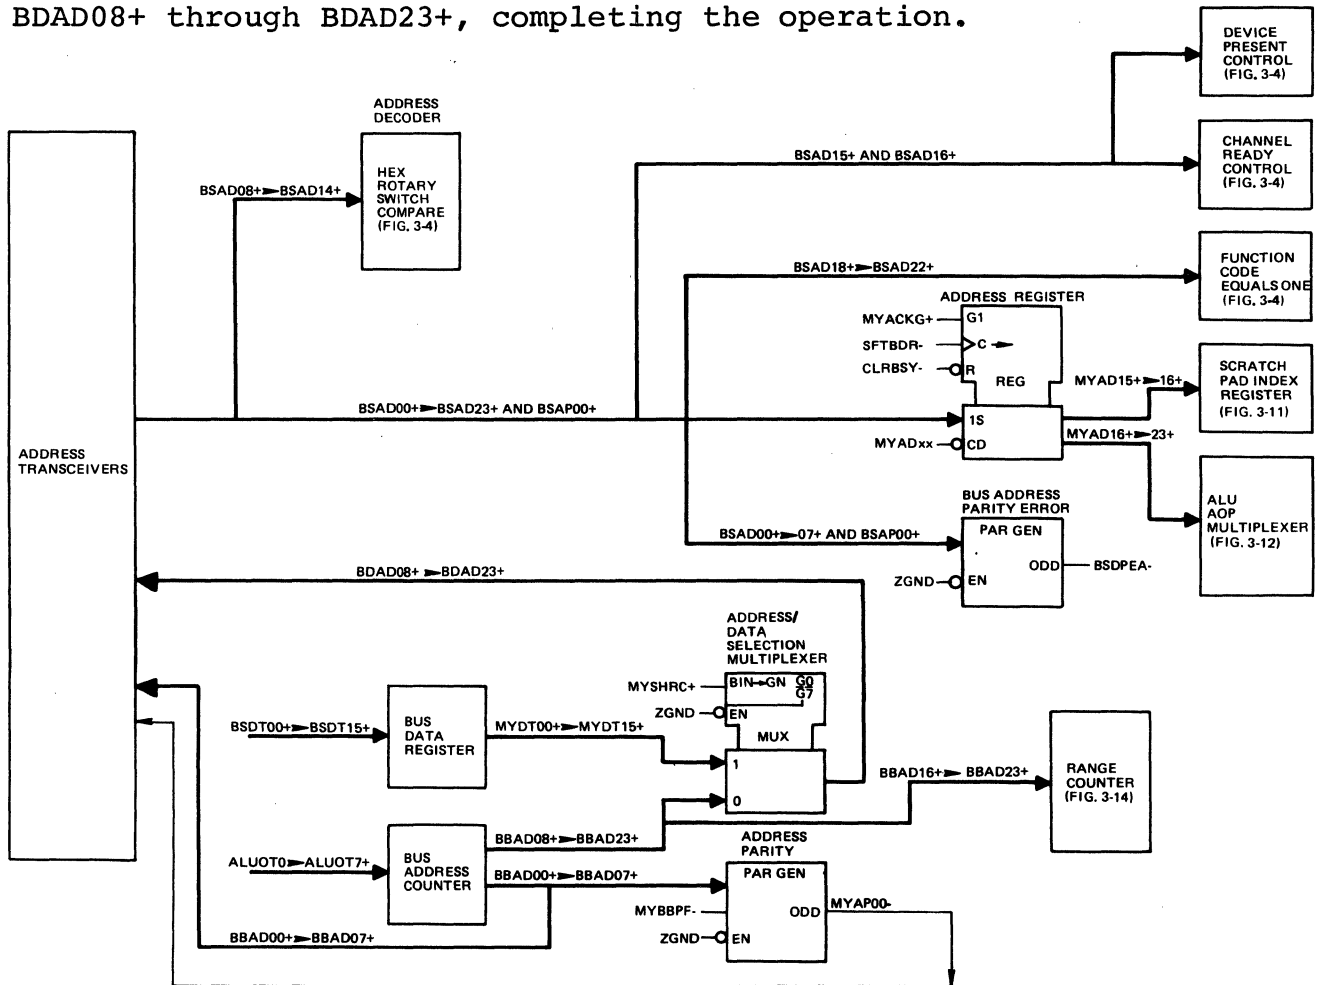 BDAD08+ through BDAD23+, completing the operation.
DEVICE
PRESENT
CONTROL
(FIG. 3-4)
ADDRESS
DECODER
HEX
ROTARY
SWITCH
COMPARE
(FIG. 3-4)
BSAD08+ BSAD14+
BSAD15+ AND BSAD16+
CHANNEL
READY
CONTROL
(FIG. 3-4)
BSAD18+ BSAD22+
FUNCTION
CODE
EQUALS ONE
(FIG. 3-4)
ADDRESS REGISTER
MYACKG+
G1
SFTBDR-
C
CLRBSY-
R
REG
BSAD00+ BSAD23+ AND BSAP00+
1S
MYADxx
CD
MYAD15+ 16+
MYAD16+ 23+
SCRATCH
PAD INDEX
REGISTER
(FIG. 3-11)
ADDRESS
TRANSCEIVERS
BUS ADDRESS
PARITY ERROR
PAR GEN
BSAD00+ 07+ AND BSAP00+
ODD
BSDPEA-
ZGND
EN
ALU
AOP
MULTIPLEXER
(FIG. 3-12)
BDAD08+ BDAD23+
ADDRESS/
DATA
SELECTION
MULTIPLEXER
MYSHRC+
BIN GN G0
G7
ZGND
EN
MUX
BSDT00+ BSDT15+
BUS
DATA
REGISTER
MYDT00+ MYDT15+
1
0
BBAD16+ BBAD23+
RANGE
COUNTER
(FIG. 3-14)
ALUOT0 ALUOT7+
BUS
ADDRESS
COUNTER
BBAD08+ BBAD23+
BBAD00+ BBAD07+
ADDRESS
PARITY
PAR GEN
MYBBPF-
ODD
MYAP00-
ZGND
EN
BBAD00+ BBAD07+